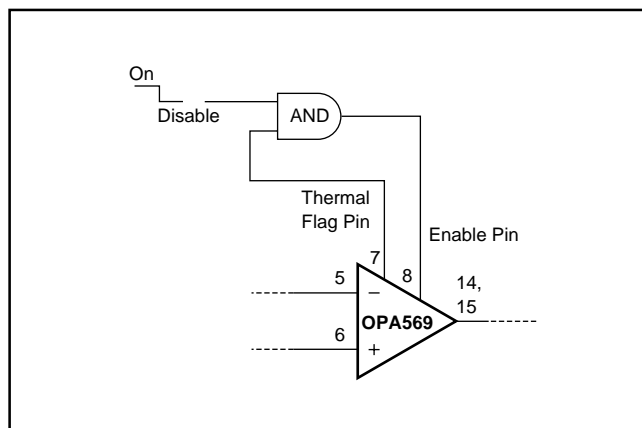 On
Disable
AND
Thermal
Flag Pin
Enable Pin
7
8
14,
15
5
−
OPA569
6
+